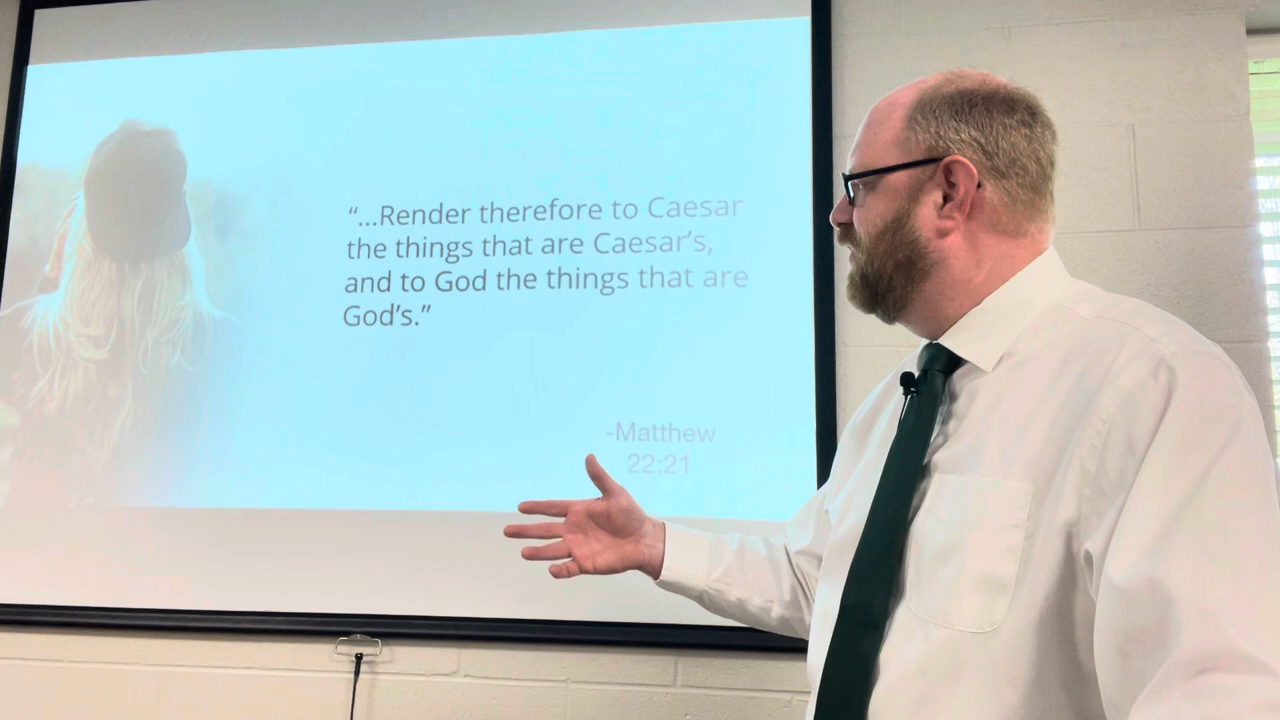 “...Render therefore to Caesar
the things that are Caesar’s,
and to God the things that are
God’s.”
-Matthew
22:21